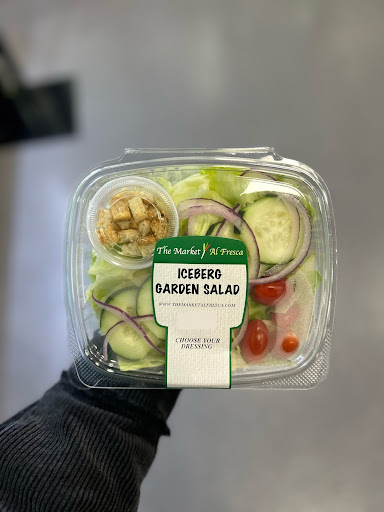 The Market Al Fresca
ICEBERG
GARDEN SALAD
WWW.THEMARKETALFRESCA.COM
CHOOSE YOUR
DRESSING